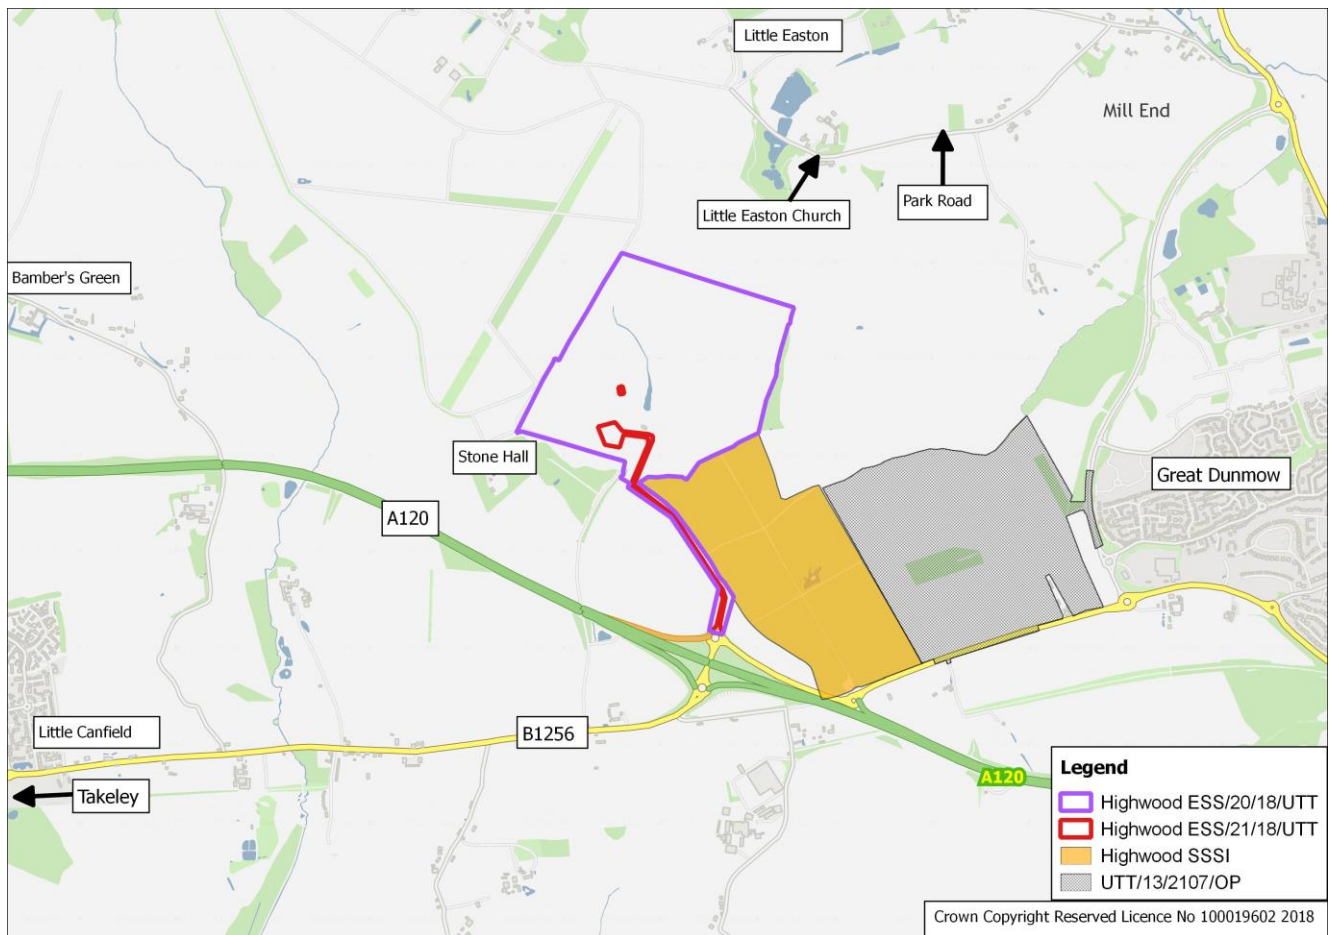 Little Easton
Mill End
Little Easton Church
Park Road
Bamber's Green
Stone Hall
Great Dunmow
A120
B1256
Little Canfield
Takeley
A120
Legend
Highwood ESS/20/18/UTT
Highwood ESS/21/18/UTT
Highwood SSSI
UTT/13/2107/OP
Crown Copyright Reserved Licence No 100019602 2018